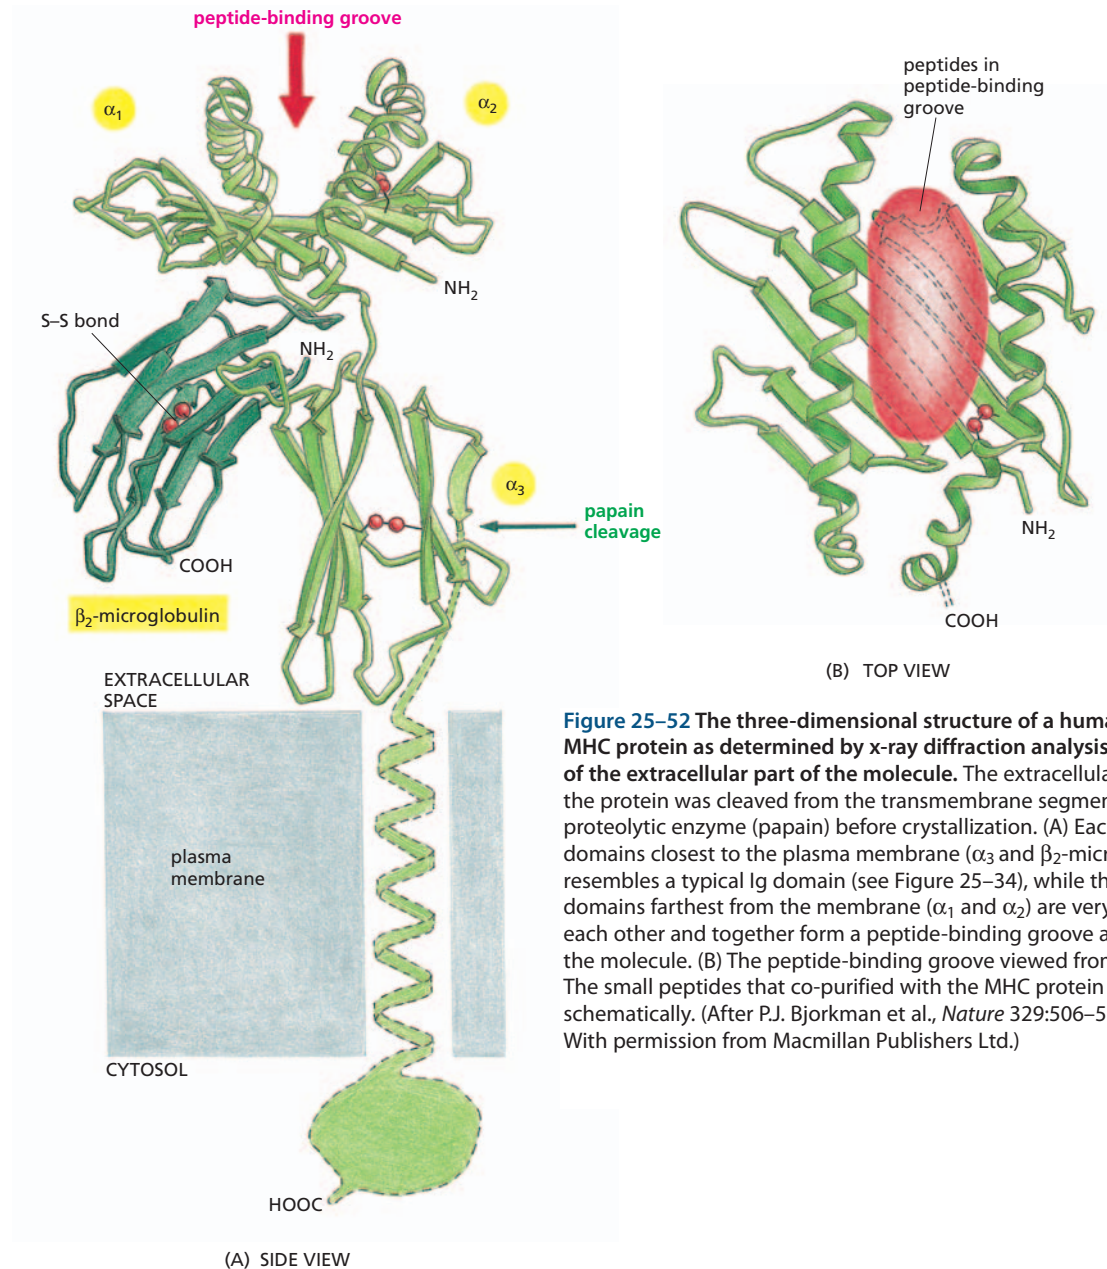 peptide-binding groove
α1
α2
NH2
S–S bond
NH2
α3
papain
cleavage
COOH
β2-microglobulin
EXTRACELLULAR
SPACE
plasma
membrane
CYTOSOL
HOOC
(A) SIDE VIEW
peptides in
peptide-binding
groove
NH2
COOH
(B) TOP VIEW
Figure 25–52 The three-dimensional structure of a huma
MHC protein as determined by x-ray diffraction analysis
of the extracellular part of the molecule. The extracellula
the protein was cleaved from the transmembrane segmer
proteolytic enzyme (papain) before crystallization. (A) Eac
domains closest to the plasma membrane (α3 and β2-micr
resembles a typical Ig domain (see Figure 25–34), while th
domains farthest from the membrane (α1 and α2) are very
each other and together form a peptide-binding groove a
the molecule. (B) The peptide-binding groove viewed from
The small peptides that co-purified with the MHC protein
schematically. (After P.J. Bjorkman et al., Nature 329:506–5
With permission from Macmillan Publishers Ltd.)